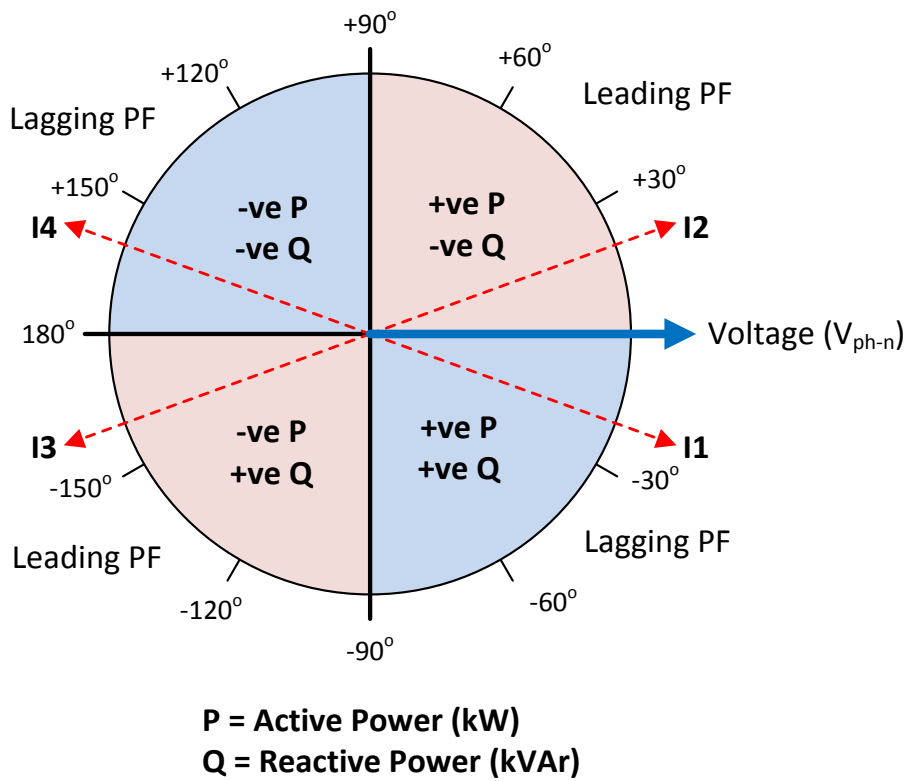 +90°
+120°
+60°
Lagging PF
Leading PF
+150°
+30°
I4
-ve P
-ve Q
+ve P
-ve Q
I2
180°
Voltage (Vph-n)
I3
-ve P
+ve Q
+ve P
+ve Q
I1
-150°
-30°
Leading PF
Lagging PF
-120°
-60°
-90°
P = Active Power (kW)
Q = Reactive Power (kVAr)